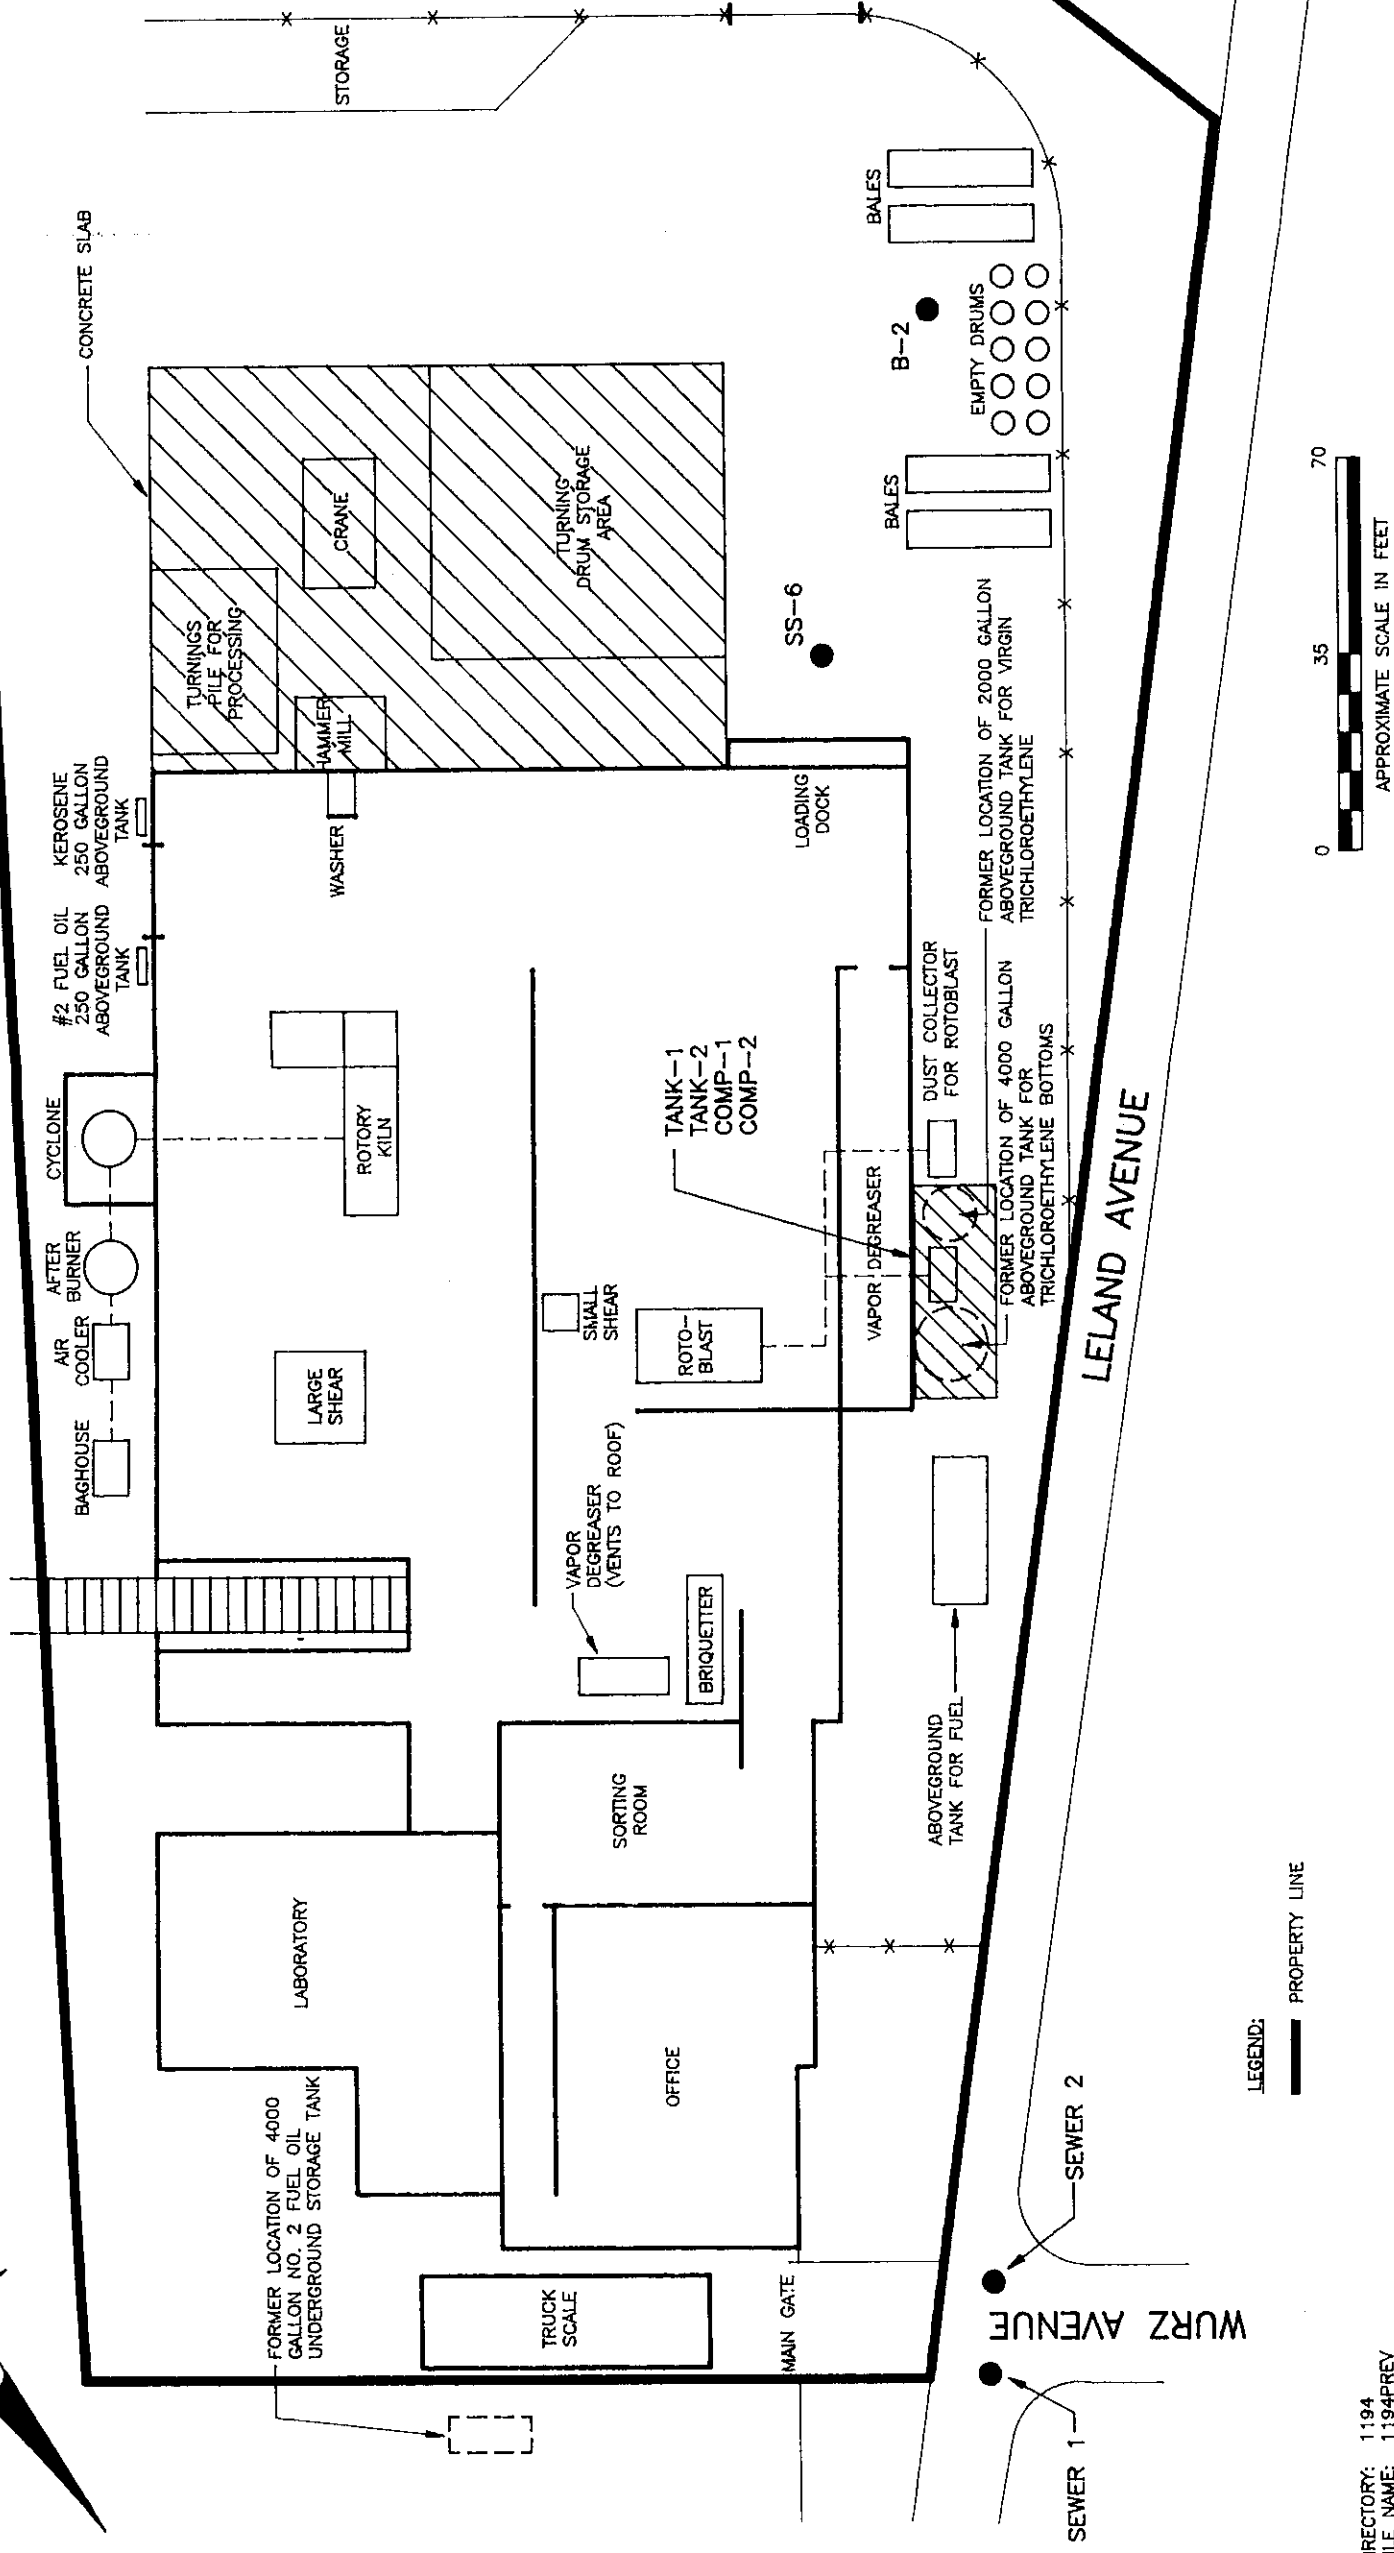 FORMER LOCATION OF 4000
GALLON NO. 2 FUEL OIL
UNDERGROUND STORAGE TANK
LABORATORY
BAGHOUSE
AIR
COOLER
AFTER
BURNER
CYCLONE
#2 FUEL OIL
250 GALLON
ABOVEGROUND
TANK
KEROSENE
250 GALLON
ABOVEGROUND
TANK
CONCRETE SLAB
STORAGE
TURNINGS
PILE FOR
PROCESSING
CRANE
HAMMER
MILL
WASHER
ROTORY
KILN
LARGE
SHEAR
TRUCK
SCALE
OFFICE
SORTING
ROOM
VAPOR
DEGREASER
(VENTS TO ROOF)
BRIQUETTER
SMALL
SHEAR
ROTO-
BLAST
TANK-1
TANK-2
COMP-1
COMP-2
TURNING
DRUM STORAGE
AREA
LOADING
DOCK
SS-6
B-2
BALES
EMPTY DRUMS
BALES
MAIN GATE
VAPOR DEGREASER
ABOVEGROUND
TANK FOR FUEL
DUST COLLECTOR
FOR ROTOBLAST
FORMER LOCATION OF 2000 GALLON
ABOVEGROUND TANK FOR VIRGIN
TRICHLOROETHYLENE
FORMER LOCATION OF 4000 GALLON
ABOVEGROUND TANK FOR
TRICHLOROETHYLENE BOTTOMS
LELAND AVENUE
SEWER 1
SEWER 2
WURZ AVENUE
LEGEND:
PROPERTY LINE
0 35 70
APPROXIMATE SCALE IN FEET
RECTORY: 1194
LE NAME: 1194PREV